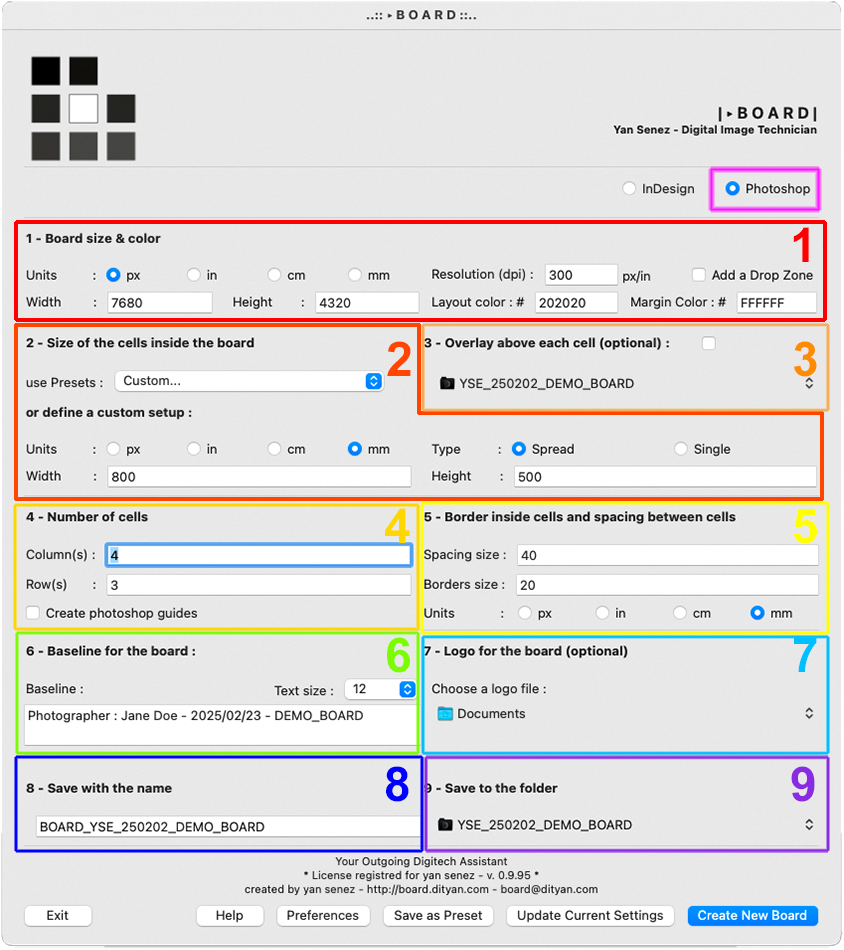 ..:: ▸ B O A R D ::..
| ▸ B O A R D |
Yan Senez - Digital Image Technician
InDesign Photoshop
1 - Board size & color 1
Units : px in cm mm Resolution (dpi) : 300 px/in Add a Drop Zone
Width : 7680 Height : 4320 Layout color : # 202020 Margin Color : # FFFFFF
2 - Size of the cells inside the board 2
use Presets : Custom...
3 - Overlay above each cell (optional) : 3
YSE_250202_DEMO_BOARD
or define a custom setup :
Units : px in cm mm Type : Spread Single
Width : 800 Height : 500
4 - Number of cells 4
Column(s) : 4
Row(s) : 3
Create photoshop guides
5 - Border inside cells and spacing between cells 5
Spacing size : 40
Borders size : 20
Units : px in cm mm
6 - Baseline for the board : 6
Baseline : Text size : 12
Photographer : Jane Doe - 2025/02/23 - DEMO_BOARD
7 - Logo for the board (optional) 7
Choose a logo file :
Documents
8 - Save with the name 8
BOARD_YSE_250202_DEMO_BOARD
9 - Save to the folder 9
YSE_250202_DEMO_BOARD
Your Outgoing Digitech Assistant
* License registred for yan senez - v. 0.9.95 *
created by yan senez - http://board.dityan.com - board@dityan.com
Exit Help Preferences Save as Preset Update Current Settings Create New Board